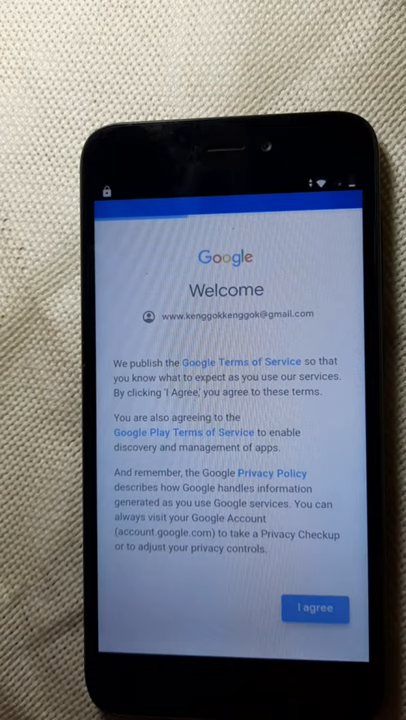 Google
Welcome
www.kenggokkenggok@gmail.com
We publish the Google Terms of Service so that
you know what to expect as you use our services.
By clicking 'I Agree,' you agree to these terms.
You are also agreeing to the
Google Play Terms of Service to enable
discovery and management of apps.
And remember, the Google Privacy Policy
describes how Google handles information
generated as you use Google services. You can
always visit your Google Account
(account.google.com) to take a Privacy Checkup
or to adjust your privacy controls.
I agree